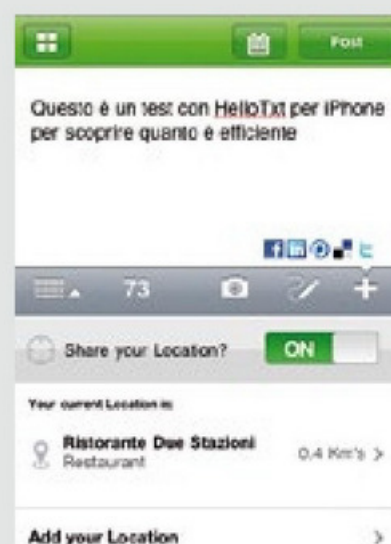 Post
Questo è un test con HelloTxt per iPhone
per scoprire quanto è efficiente
73
Share your Location? ON
Your current Location is:
Ristorante Due Stazioni
Restaurant
0.4 Km's >
Add your Location >